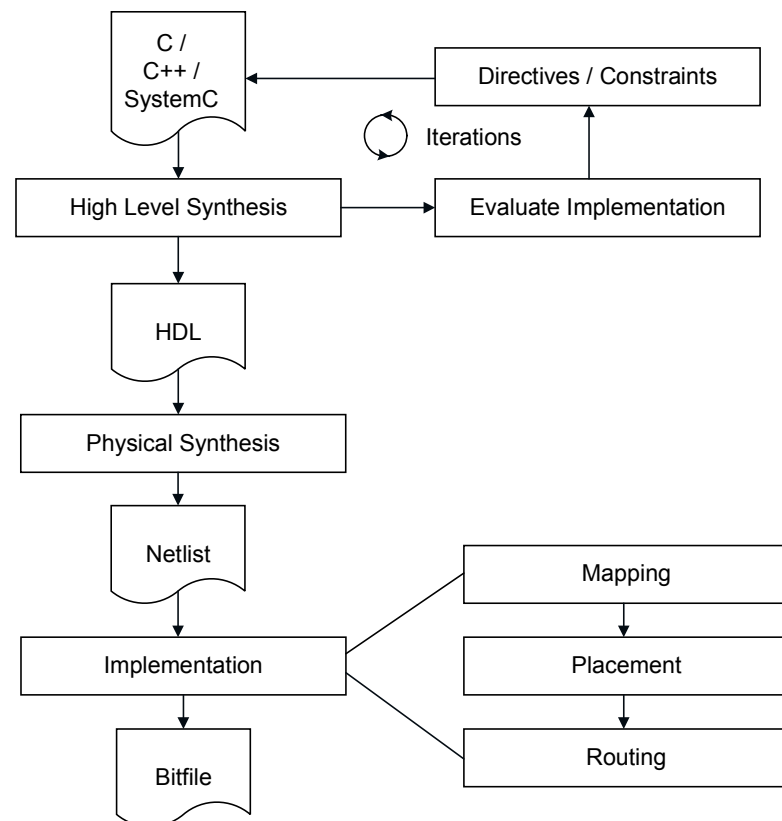 C /
C++ /
SystemC
Directives / Constraints
Iterations
High Level Synthesis
Evaluate Implementation
HDL
Physical Synthesis
Netlist
Mapping
Implementation
Placement
Routing
Bitfile